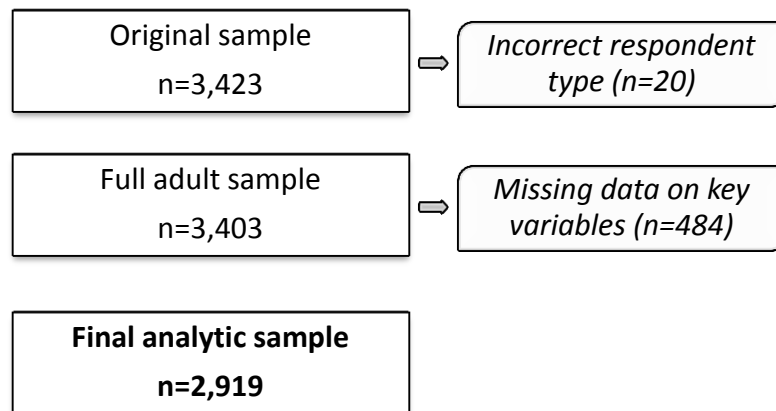 Original sample
n=3,423
Incorrect respondent
type (n=20)
Full adult sample
n=3,403
Missing data on key
variables (n=484)
Final analytic sample
n=2,919